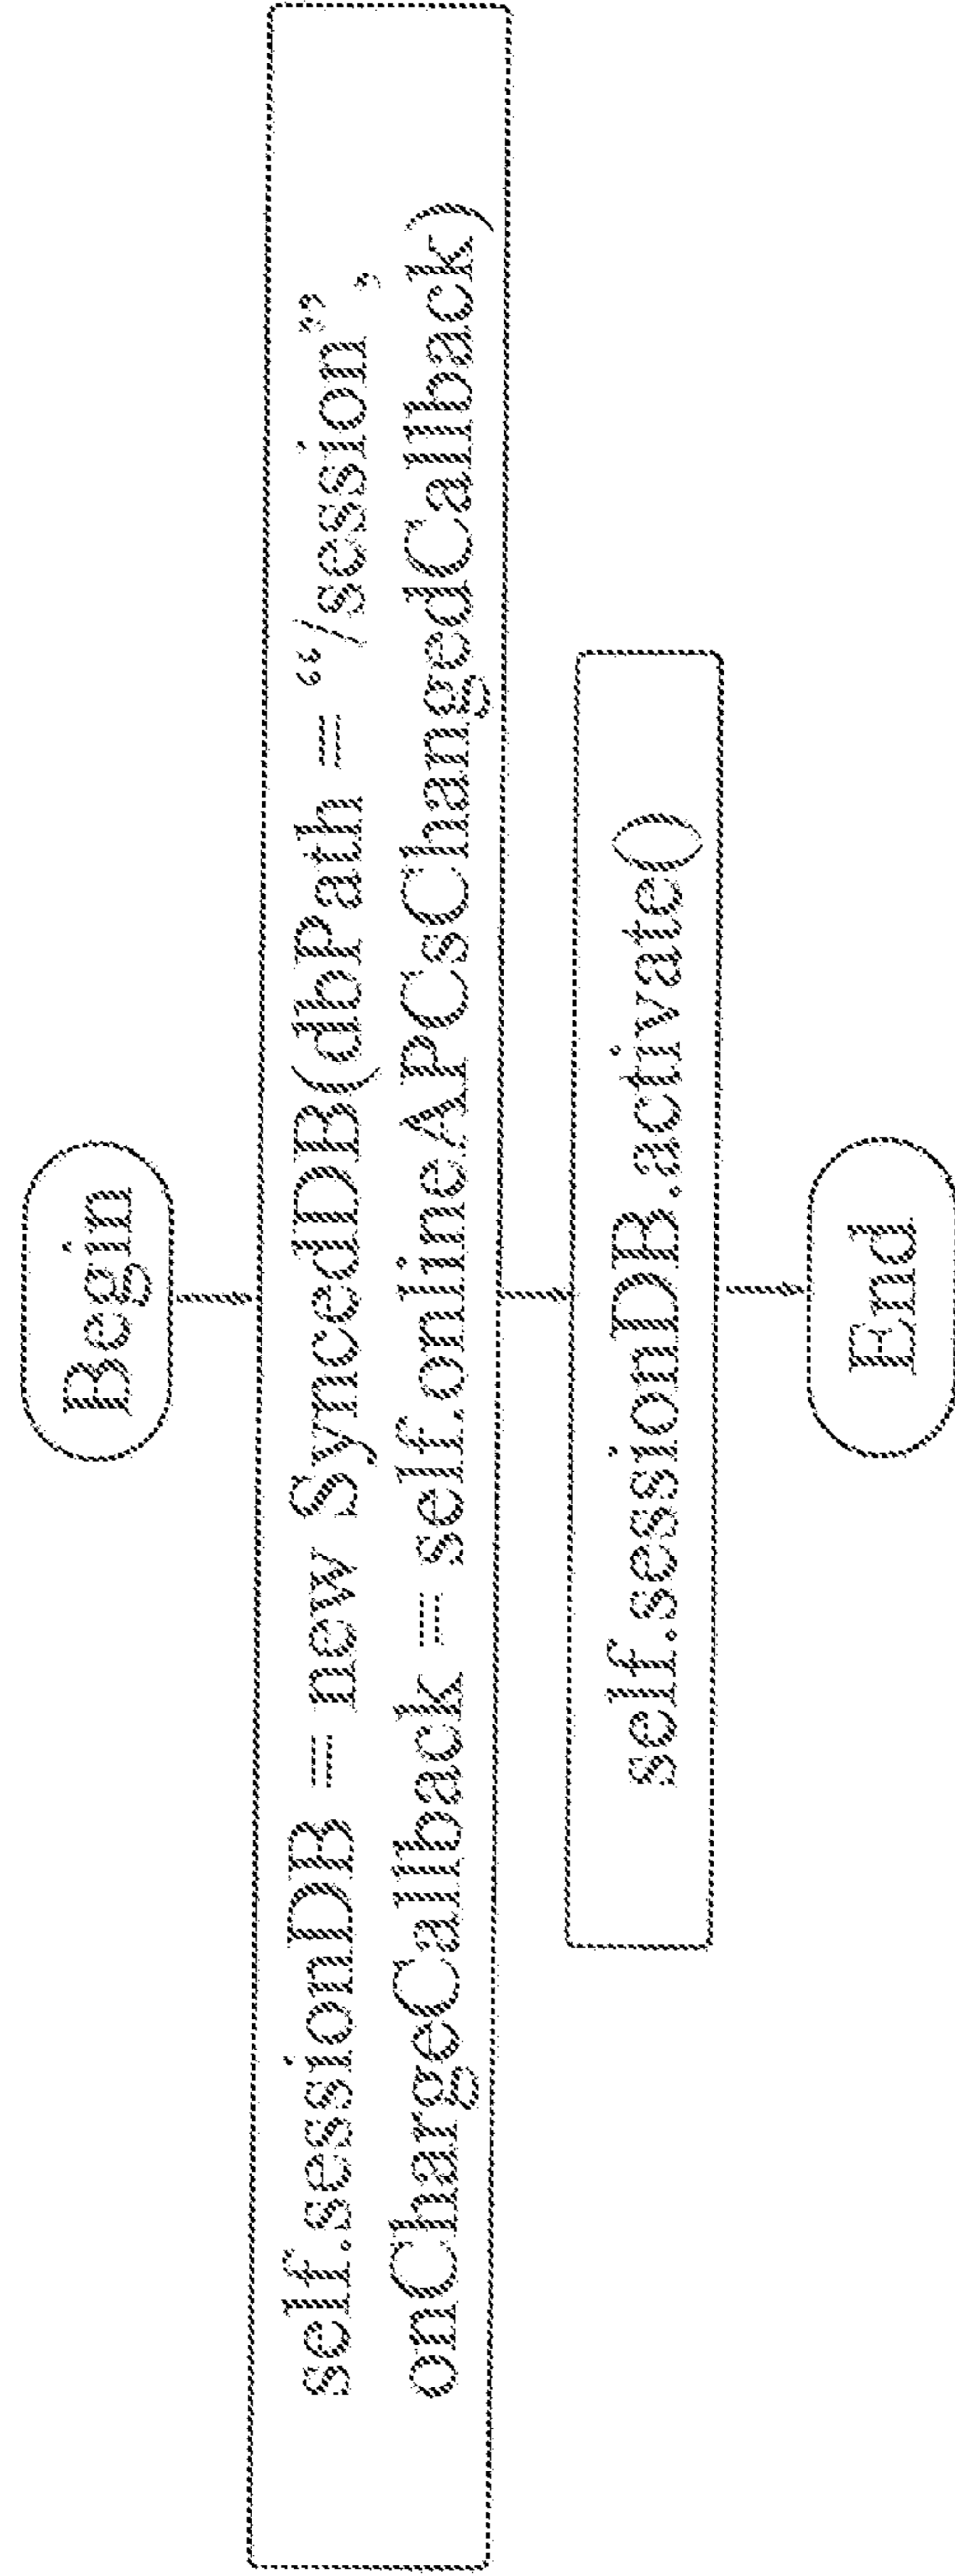 Begin
self.sessionDB = new SyncedDB(dbPath = “/session”,
onChargeCallback = self.onlineAPCsChangedCallback)
self.sessionDB.activate()
End